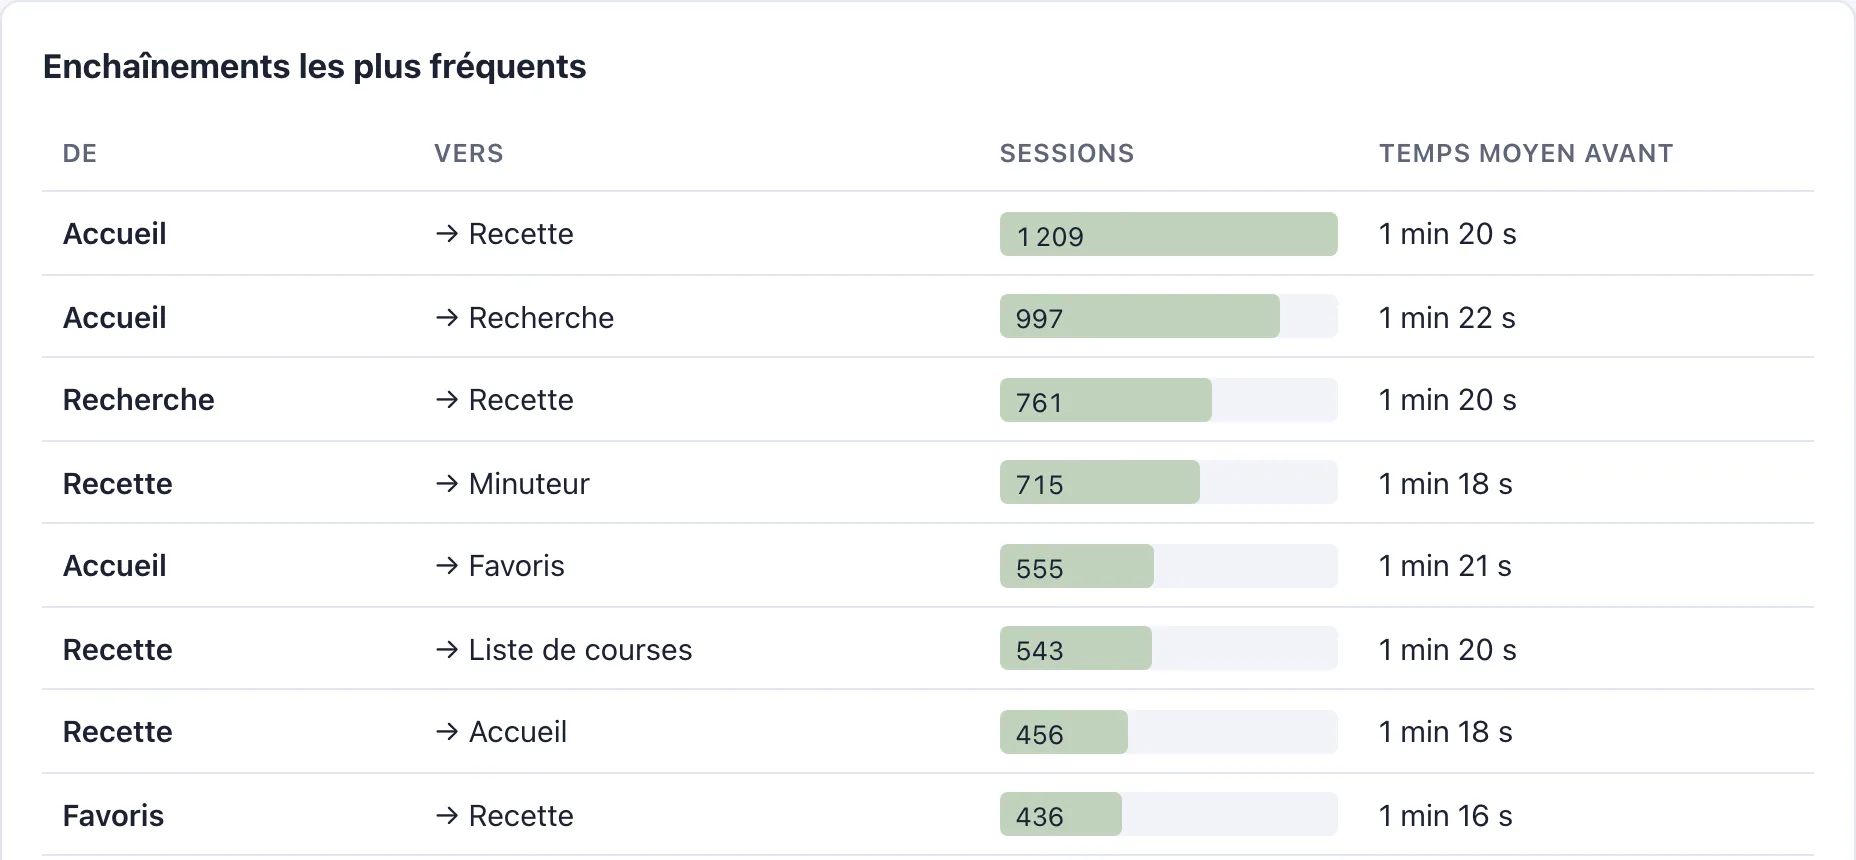 Enchaînements les plus fréquents
DE VERS SESSIONS TEMPS MOYEN AVANT
Accueil → Recette 1 209 1 min 20 s
Accueil → Recherche 997 1 min 22 s
Recherche → Recette 761 1 min 20 s
Recette → Minuteur 715 1 min 18 s
Accueil → Favoris 555 1 min 21 s
Recette → Liste de courses 543 1 min 20 s
Recette → Accueil 456 1 min 18 s
Favoris → Recette 436 1 min 16 s